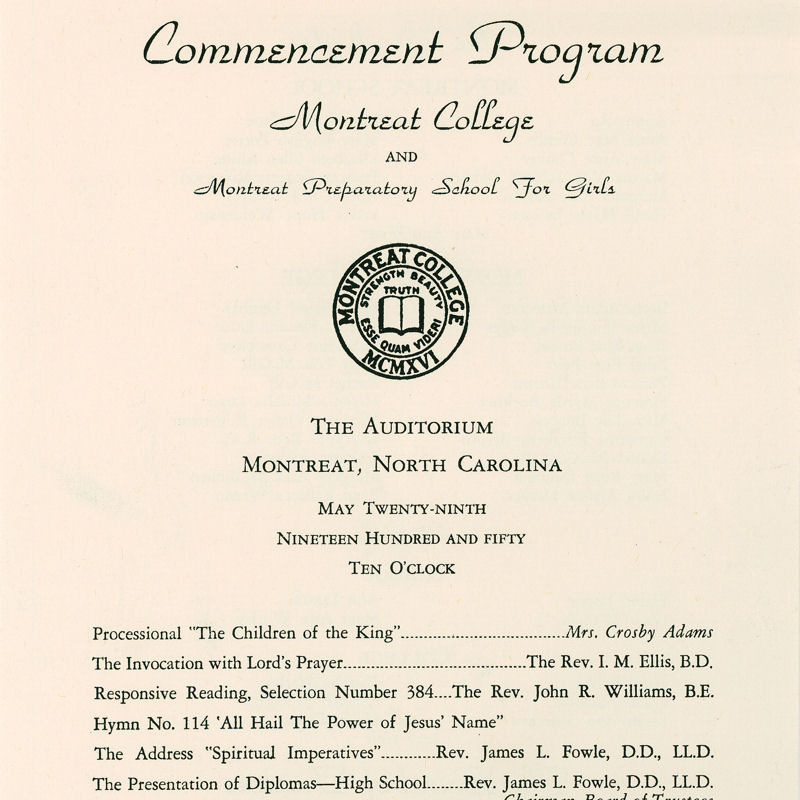 Commencement Program
Montreat College
AND
Montreat Preparatory School For Girls
MONTREAT COLLEGE
STRENGTH BEAUTY
TRUTH
ESSE QUAM VIDERI
MCMXVI
THE AUDITORIUM
MONTREAT, NORTH CAROLINA
MAY TWENTY-NINTH
NINETEEN HUNDRED AND FIFTY
TEN O'CLOCK
Processional "The Children of the King"..............................Mrs. Crosby Adams
The Invocation with Lord's Prayer.................................The Rev. I. M. Ellis, B.D.
Responsive Reading, Selection Number 384....The Rev. John R. Williams, B.E.
Hymn No. 114 'All Hail The Power of Jesus' Name"
The Address "Spiritual Imperatives"...........Rev. James L. Fowle, D.D., LL.D.
The Presentation of Diplomas—High School........Rev. James L. Fowle, D.D., LL.D.
Chairman Board of Trustees